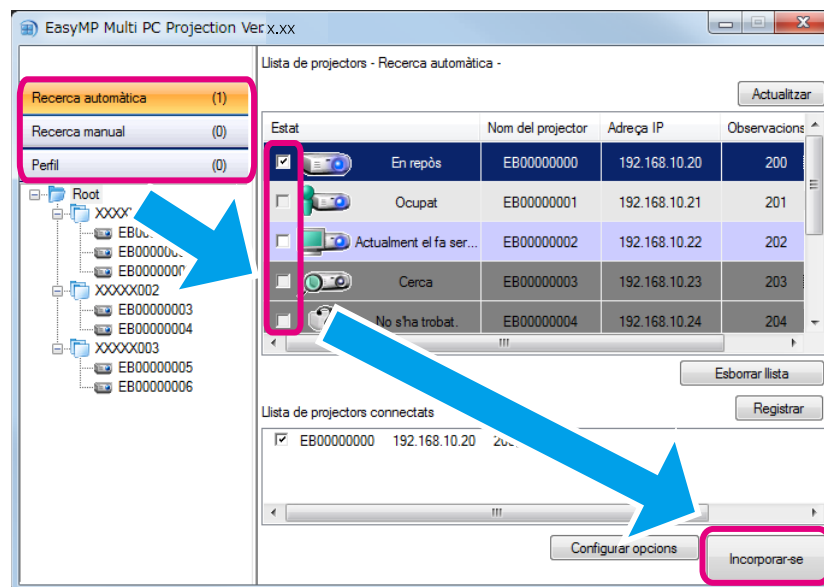 EasyMP Multi PC Projection Ver. x.xx
Llista de projectors - Recerca automàtica -
Actualitzar
Recerca automàtica (1)
Recerca manual (0)
Perfil (0)
Root
XXXX
EB0
EB000000
EB0000000
XXXXX002
EB00000003
EB00000004
XXXXX003
EB00000005
EB00000006
Estat Nom del projector Adreça IP Observacions
En repòs EB00000000 192.168.10.20 200
Ocupat EB00000001 192.168.10.21 201
Actualment el fa ser... EB00000002 192.168.10.22 202
Cerca EB00000003 192.168.10.23 203
No s'ha trobat. EB00000004 192.168.10.24 204
Esborrar llista
Llista de projectors connectats
Registrar
EB00000000 192.168.10.20
Configurar opcions
Incorporar-se